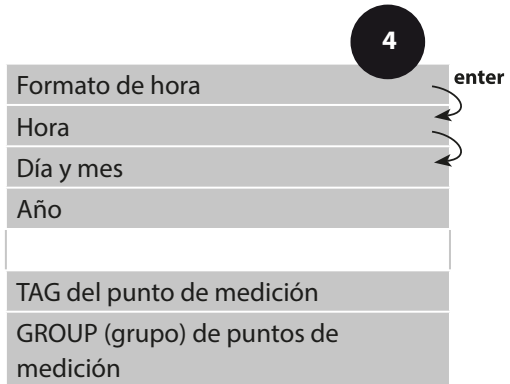 4
Formato de hora
enter
Hora
Día y mes
Año
TAG del punto de medición
GROUP (grupo) de puntos de
medición